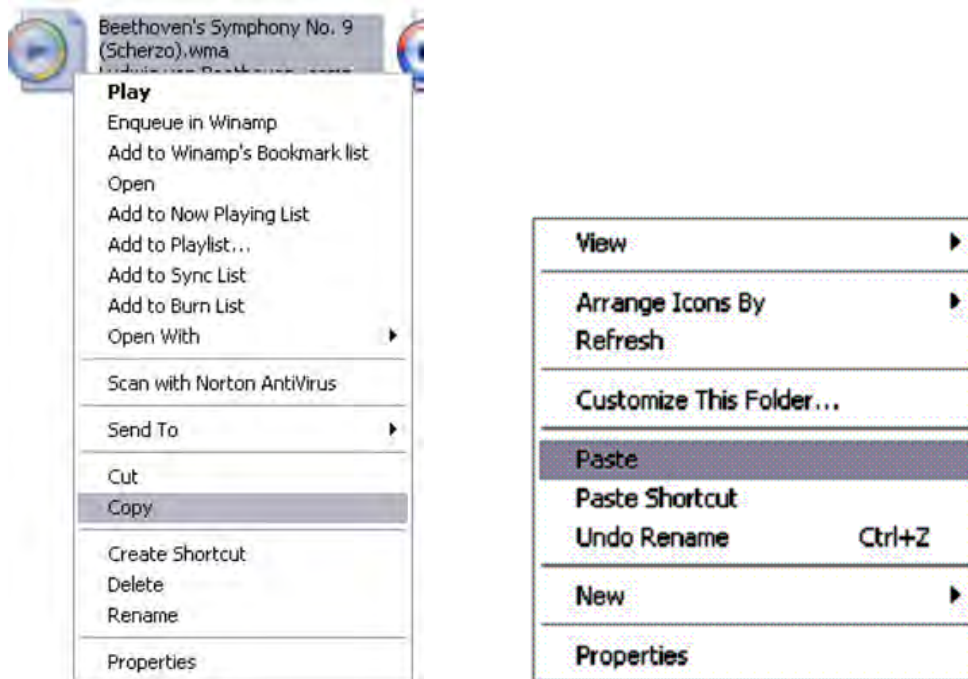 Beethoven's Symphony No. 9
(Scherzo).wma
Play
Enqueue in Winamp
Add to Winamp's Bookmark list
Open
Add to Now Playing List
Add to Playlist...
Add to Sync List
Add to Burn List
Open With
Scan with Norton AntiVirus
Send To
Cut
Copy
Create Shortcut
Delete
Rename
Properties
View
Arrange Icons By
Refresh
Customize This Folder...
Paste
Paste Shortcut
Undo Rename Ctrl+Z
New
Properties